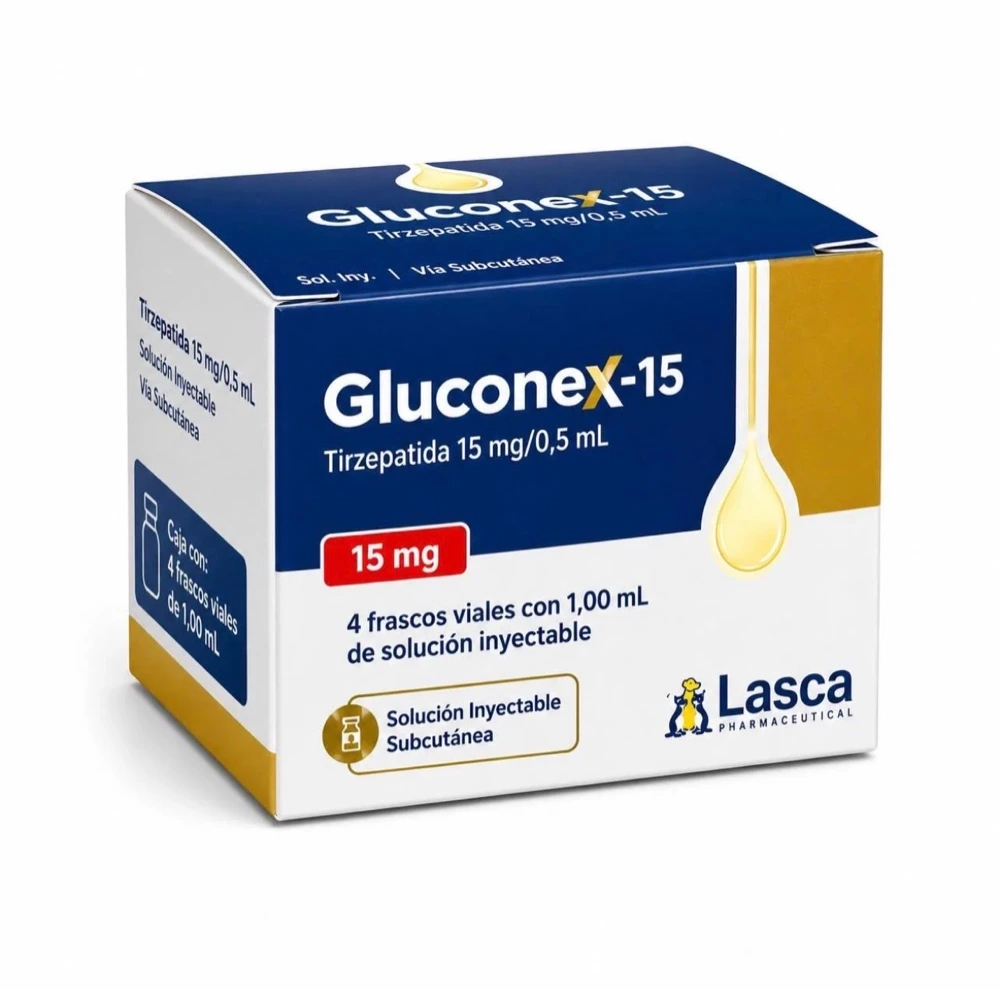 Gluconex-15
Tirzepatida 15 mg/0,5 mL
Sol. Iny. | Vía Subcutánea
Tirzepatida 15 mg/0,5 mL
Solución Inyectable
Vía Subcutánea
Caja con:
4 frascos viales
de 1,00 mL
Gluconex-15
Tirzepatida 15 mg/0,5 mL
15 mg
4 frascos viales con 1,00 mL
de solución inyectable
Solución Inyectable
Subcutánea
Lasca
PHARMACEUTICAL